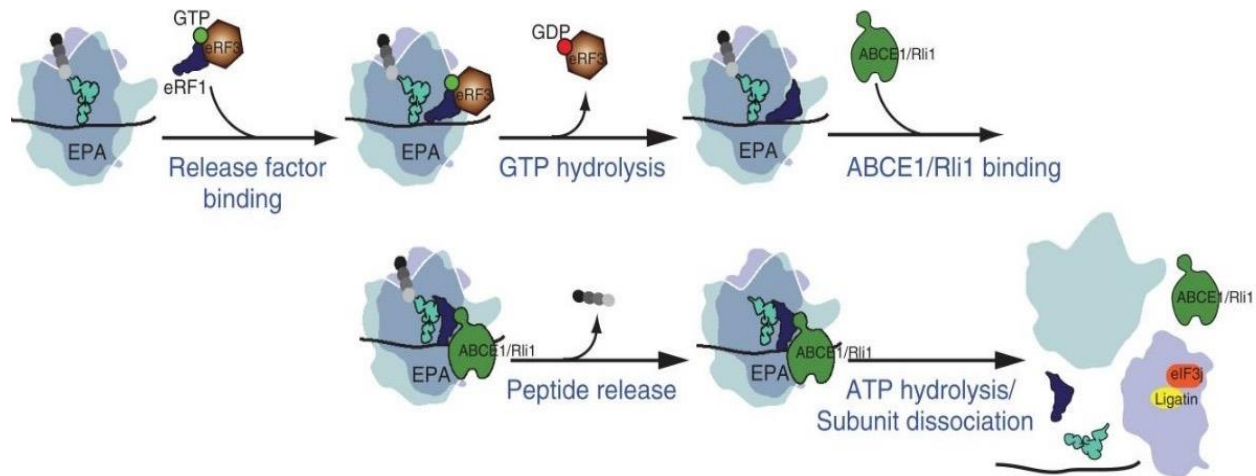 GTP
eRF3
eRF1
EPA
Release factor
binding
eRF3
EPA
GTP hydrolysis
GDP
eRF3
EPA
ABCE1/Rli1
ABCE1/Rli1 binding
EPA
ABCE1/Rli1
Peptide release
EPA
ABCE1/Rli1
ATP hydrolysis/
Subunit dissociation
ABCE1/Rli1
eIF3j
Ligatin